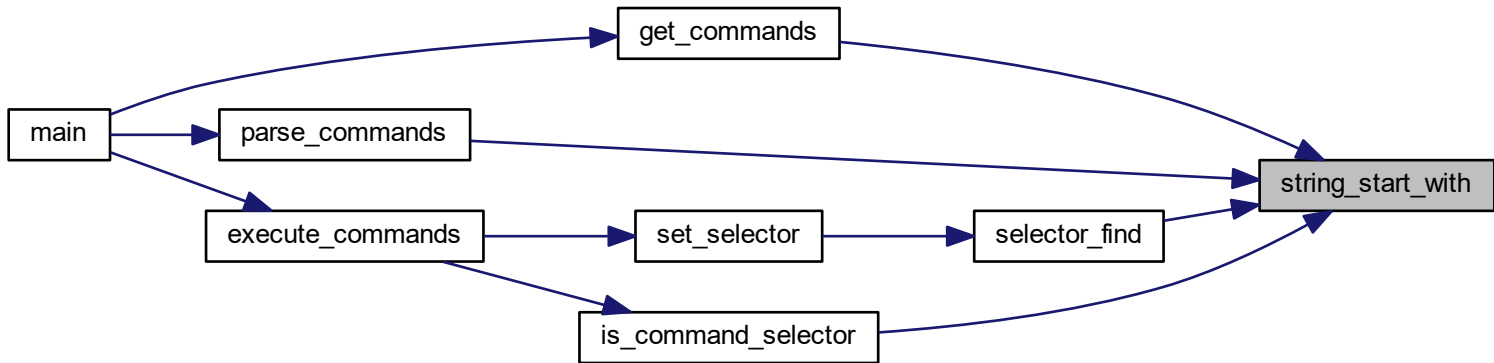 get_commands
main
parse_commands
string_start_with
execute_commands
set_selector
selector_find
is_command_selector